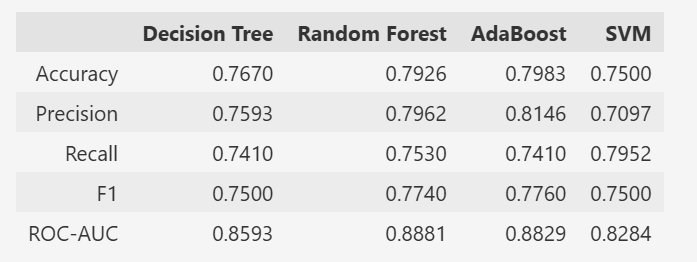 Decision Tree Random Forest AdaBoost SVM
Accuracy 0.7670 0.7926 0.7983 0.7500
Precision 0.7593 0.7962 0.8146 0.7097
Recall 0.7410 0.7530 0.7410 0.7952
F1 0.7500 0.7740 0.7760 0.7500
ROC-AUC 0.8593 0.8881 0.8829 0.8284